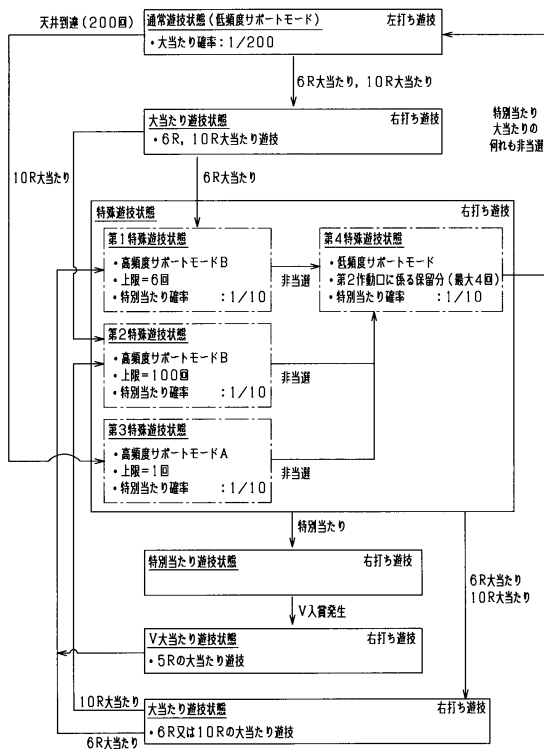 天井到達(200回)
通常遊技状態(低頻度サポートモード)
左打ち遊技
・大当たり確率:1/200
6R大当たり,10R大当たり
大当たり遊技状態
右打ち遊技
・6R,10R大当たり遊技
特別当たり
大当たりの
何れも非当選
10R大当たり
6R大当たり
特殊遊技状態
右打ち遊技
第1特殊遊技状態
・高頻度サポートモードB
・上限=6回
・特別当たり確率 :1/10
非当選
第4特殊遊技状態
・低頻度サポートモード
・第2作動口に係る保留分(最大4回)
・特別当たり確率 :1/10
第2特殊遊技状態
・高頻度サポートモードB
・上限=100回
・特別当たり確率 :1/10
非当選
第3特殊遊技状態
・高頻度サポートモードA
・上限=1回
・特別当たり確率 :1/10
非当選
特別当たり
特別当たり遊技状態
右打ち遊技
6R大当たり
10R大当たり
V入賞発生
V大当たり遊技状態
右打ち遊技
・5Rの大当たり遊技
10R大当たり
大当たり遊技状態
右打ち遊技
・6R又は10Rの大当たり遊技
6R大当たり